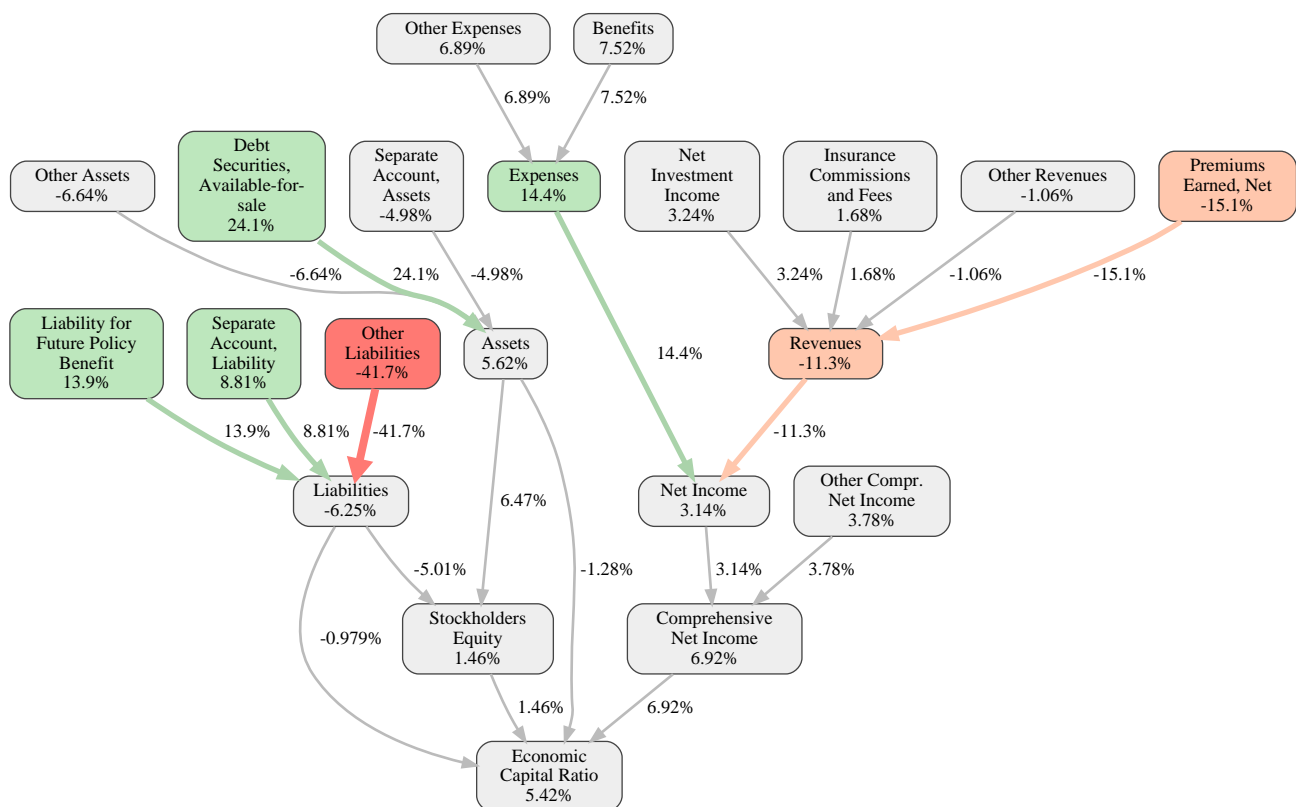 Other Expenses
6.89%
Benefits
7.52%
6.89%
7.52%
Other Assets
-6.64%
Debt
Securities,
Available-for-
sale
24.1%
Separate
Account,
Assets
-4.98%
Expenses
14.4%
Net
Investment
Income
3.24%
Insurance
Commissions
and Fees
1.68%
Other Revenues
-1.06%
Premiums
Earned, Net
-15.1%
-6.64%
24.1%
-4.98%
3.24%
1.68%
-1.06%
-15.1%
Liability for
Future Policy
Benefit
13.9%
Separate
Account,
Liability
8.81%
Other
Liabilities
-41.7%
Assets
5.62%
14.4%
Revenues
-11.3%
13.9%
8.81%
-41.7%
-11.3%
Liabilities
-6.25%
6.47%
Net Income
3.14%
Other Compr.
Net Income
3.78%
-5.01%
-1.28%
3.14%
3.78%
-0.979%
Stockholders
Equity
1.46%
Comprehensive
Net Income
6.92%
1.46%
6.92%
Economic
Capital Ratio
5.42%